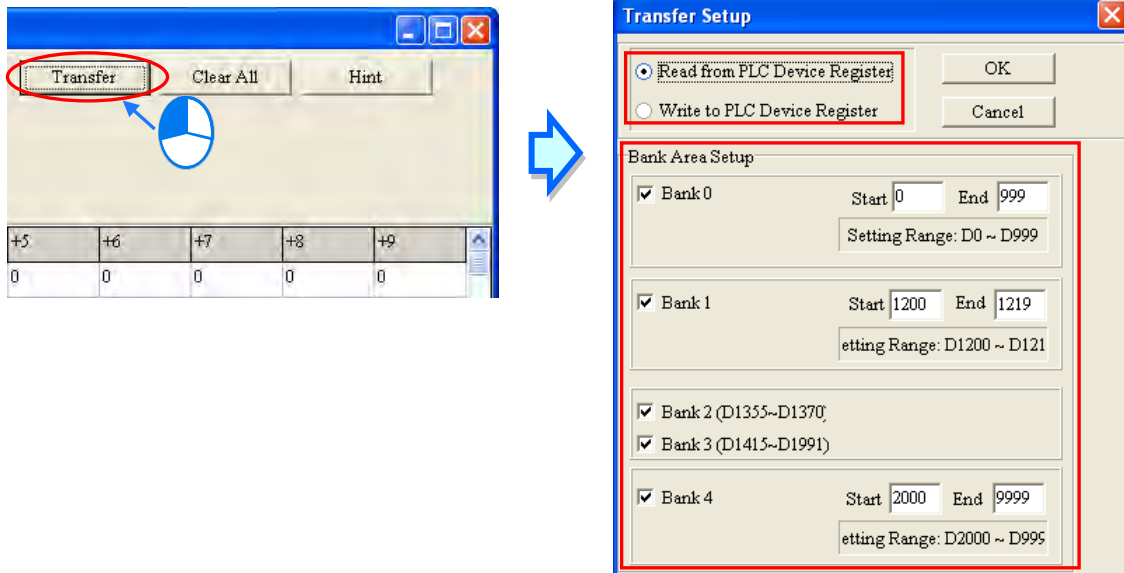 Transfer Clear All Hint
+5 +6 +7 +8 +9
0 0 0 0 0
Transfer Setup
Read from PLC Device Register OK
Write to PLC Device Register Cancel
Bank Area Setup
Bank 0 Start 0 End 999
Setting Range: D0 ~ D999
Bank 1 Start 1200 End 1219
etting Range: D1200 ~ D121
Bank 2 (D1355~D1370)
Bank 3 (D1415~D1991)
Bank 4 Start 2000 End 9999
etting Range: D2000 ~ D999